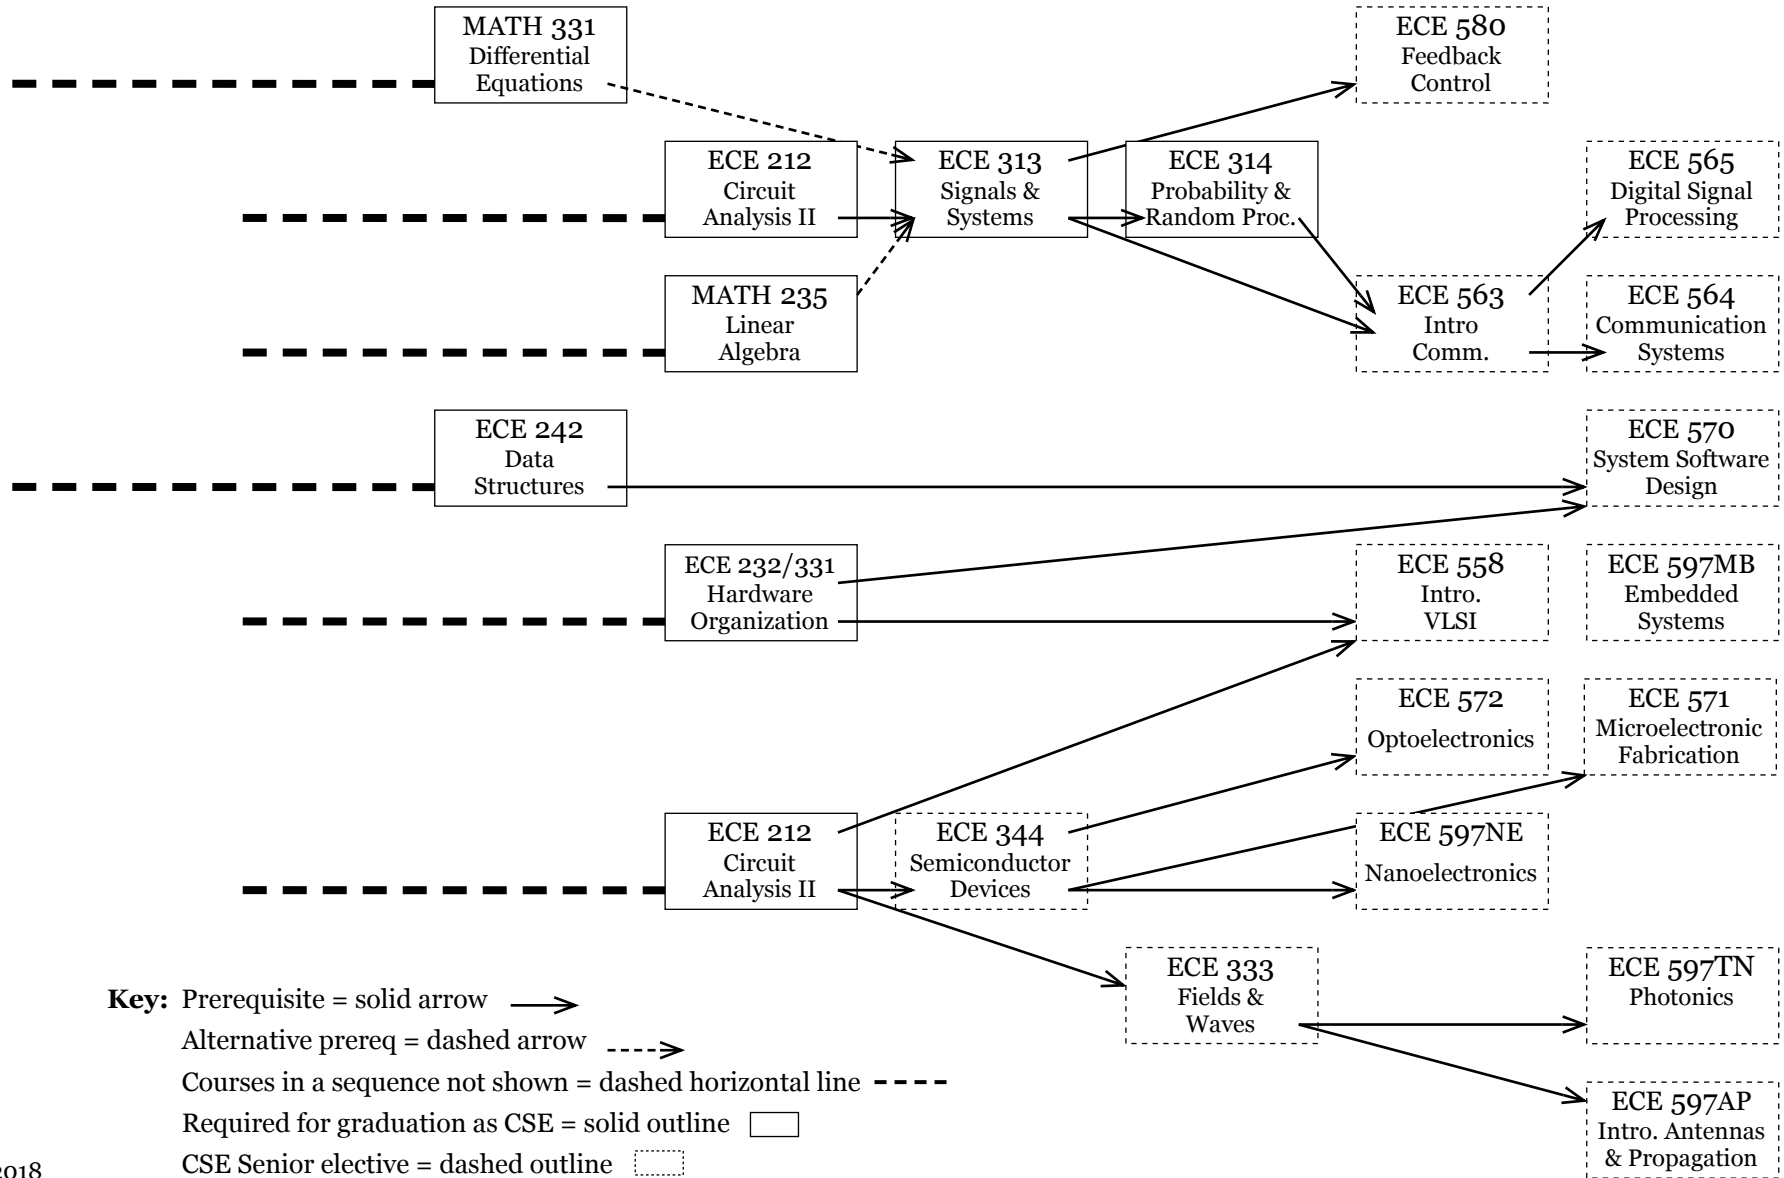 MATH 331
Differential
Equations
ECE 580
Feedback
Control
ECE 212
Circuit
Analysis II
ECE 313
Signals &
Systems
ECE 314
Probability &
Random Proc.
ECE 565
Digital Signal
Processing
MATH 235
Linear
Algebra
ECE 563
Intro
Comm.
ECE 564
Communication
Systems
ECE 242
Data
Structures
ECE 570
System Software
Design
ECE 232/331
Hardware
Organization
ECE 558
Intro.
VLSI
ECE 597MB
Embedded
Systems
ECE 572
Optoelectronics
ECE 571
Microelectronic
Fabrication
ECE 212
Circuit
Analysis II
ECE 344
Semiconductor
Devices
ECE 597NE
Nanoelectronics
ECE 333
Fields &
Waves
ECE 597TN
Photonics
ECE 597AP
Intro. Antennas
& Propagation
Key: Prerequisite = solid arrow
Alternative prereq = dashed arrow
Courses in a sequence not shown = dashed horizontal line
Required for graduation as CSE = solid outline
CSE Senior elective = dashed outline
2018